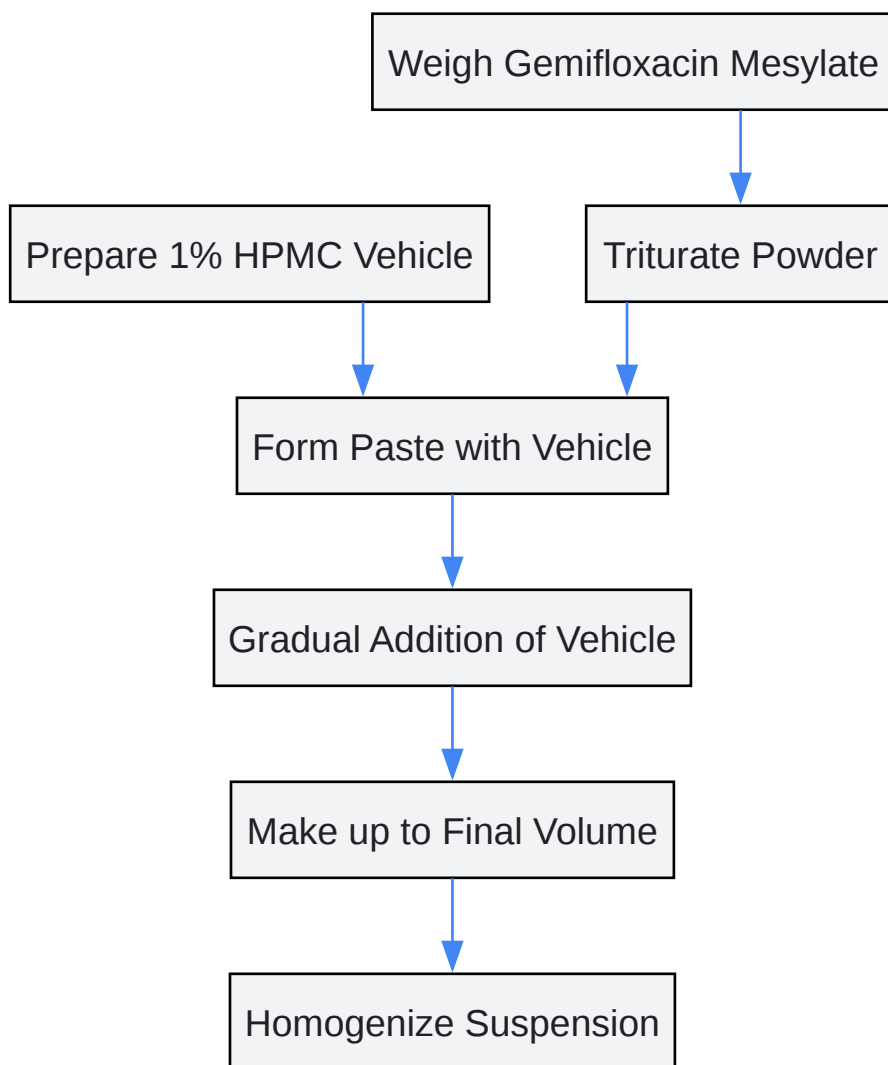 Weigh Gemifloxacin Mesylate
Prepare 1% HPMC Vehicle
Triturate Powder
Form Paste with Vehicle
Gradual Addition of Vehicle
Make up to Final Volume
Homogenize Suspension